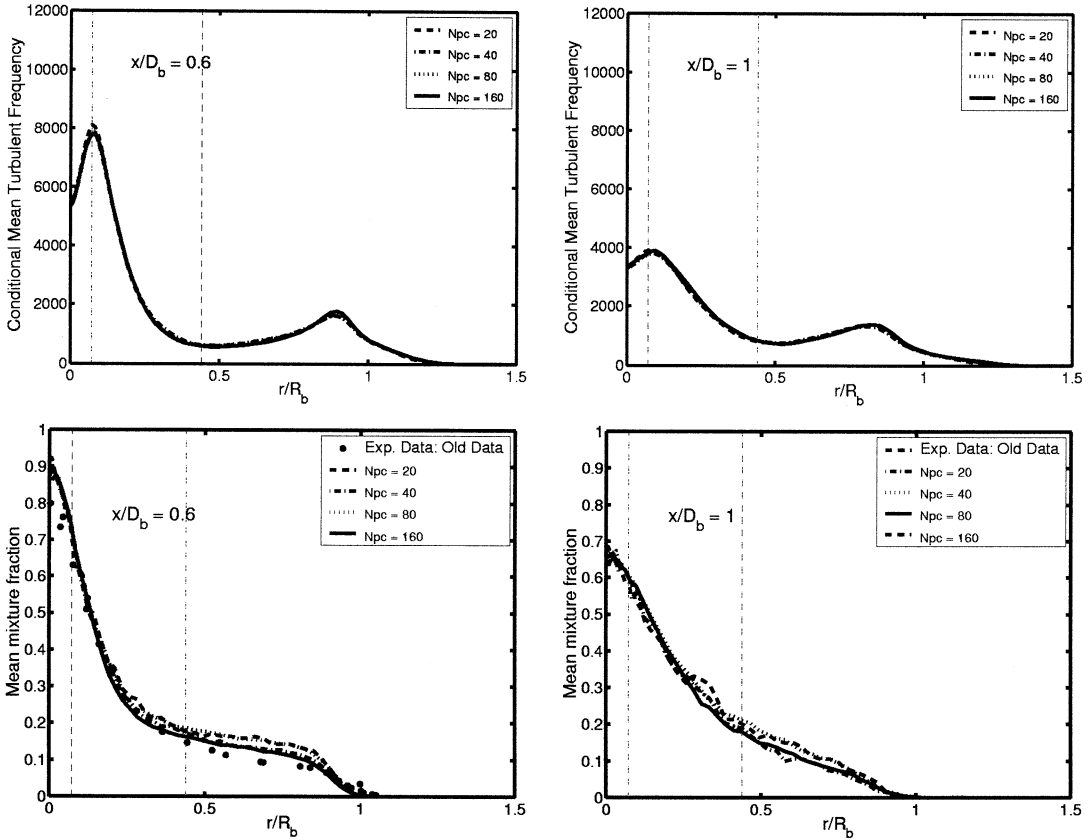 12000
10000
8000
6000
4000
2000
0
Conditional Mean Turbulent Frequency
x/D_b = 0.6
Npc = 20
Npc = 40
Npc = 80
Npc = 160
0 0.5 1 1.5
r/R_b
12000
10000
8000
6000
4000
2000
0
Conditional Mean Turbulent Frequency
x/D_b = 1
Npc = 20
Npc = 40
Npc = 80
Npc = 160
0 0.5 1 1.5
r/R_b
1
0.9
0.8
0.7
0.6
0.5
0.4
0.3
0.2
0.1
0
Mean mixture fraction
x/D_b = 0.6
Exp. Data: Old Data
Npc = 20
Npc = 40
Npc = 80
Npc = 160
0 0.5 1 1.5
r/R_b
1
0.9
0.8
0.7
0.6
0.5
0.4
0.3
0.2
0.1
0
Mean mixture fraction
x/D_b = 1
Exp. Data: Old Data
Npc = 20
Npc = 40
Npc = 80
Npc = 160
0 0.5 1 1.5
r/R_b